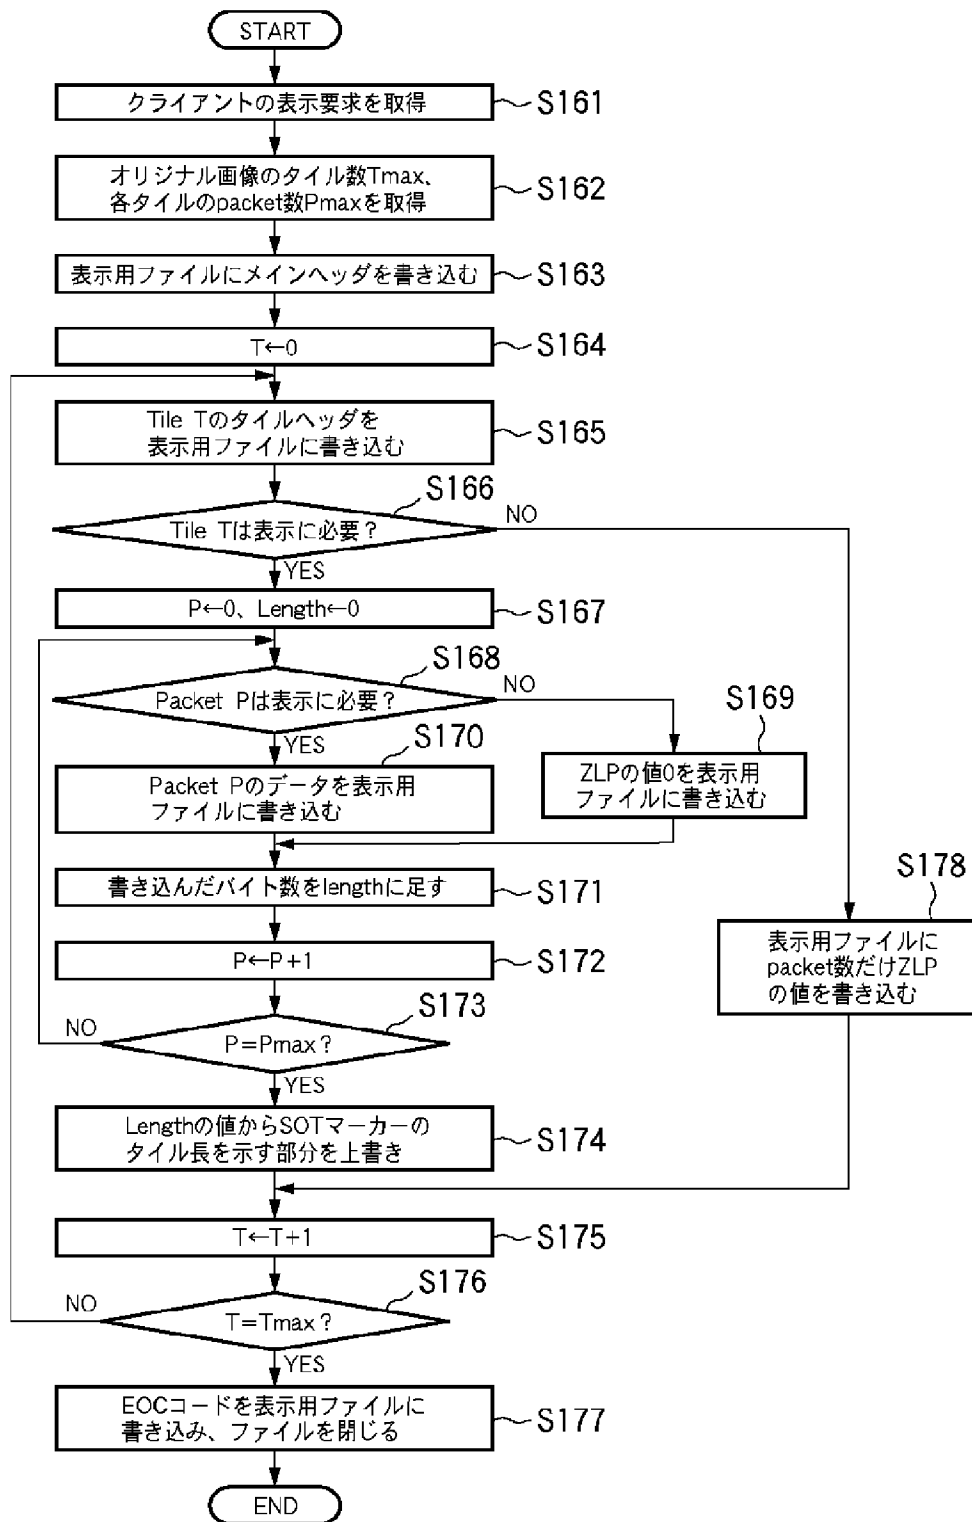 START
クライアントの表示要求を取得
S161
オリジナル画像のタイル数Tmax、
各タイルのpacket数Pmaxを取得
S162
表示用ファイルにメインヘッダを書き込む
S163
T←0
S164
Tile Tのタイルヘッダを
表示用ファイルに書き込む
S165
S166
Tile Tは表示に必要？
NO
YES
P←0、Length←0
S167
S168
Packet Pは表示に必要？
NO
YES
S169
ZLPの値0を表示用
ファイルに書き込む
S170
Packet Pのデータを表示用
ファイルに書き込む
書き込んだバイト数をlengthに足す
S171
S178
表示用ファイルに
packet数だけZLP
の値を書き込む
P←P+1
S172
S173
P=Pmax？
NO
YES
Lengthの値からSOTマーカーの
タイル長を示す部分を上書き
S174
T←T+1
S175
S176
T=Tmax？
NO
YES
EOCコードを表示用ファイルに
書き込み、ファイルを閉じる
S177
END